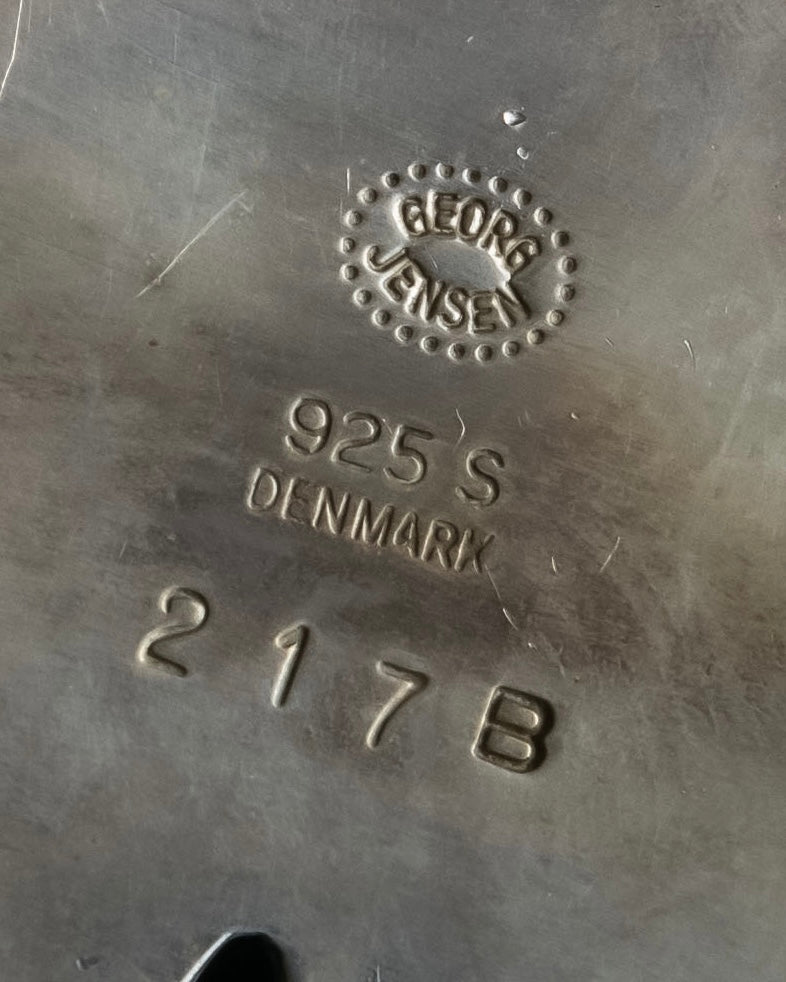 GEORG
JENSEN
925 S
DENMARK
217B